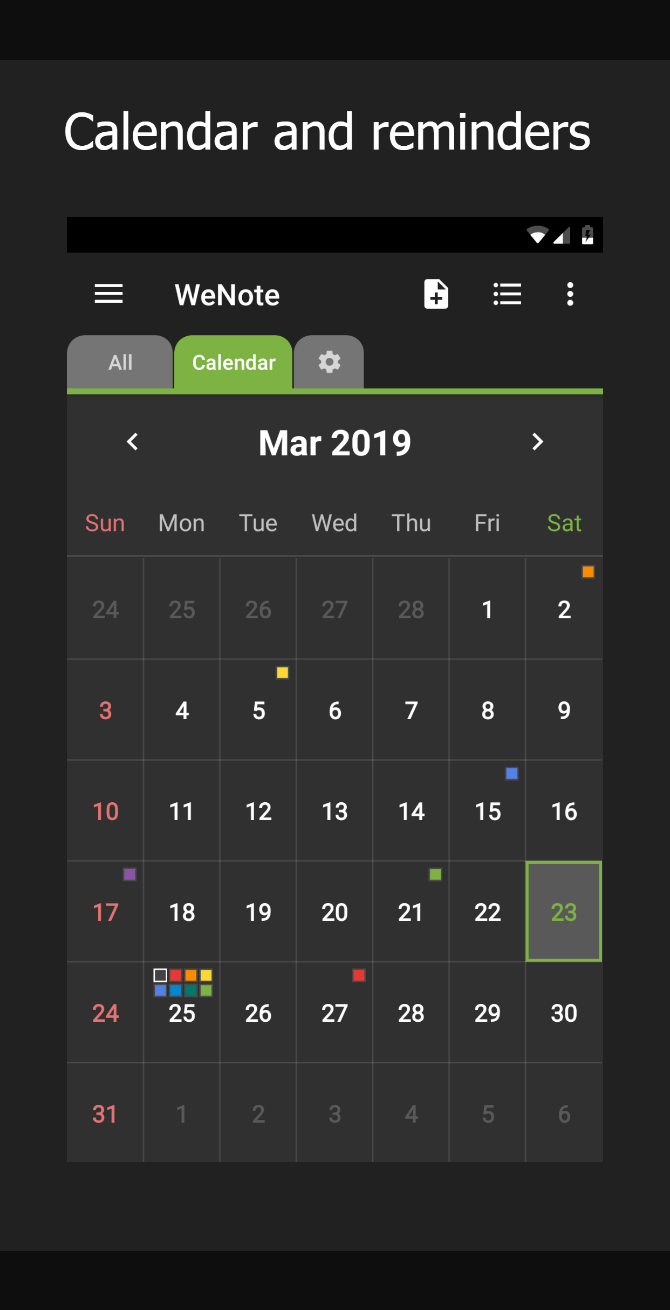 Calendar and reminders
WeNote
All Calendar
Mar 2019
Sun Mon Tue Wed Thu Fri Sat
24 25 26 27 28 1 2
3 4 5 6 7 8 9
10 11 12 13 14 15 16
17 18 19 20 21 22 23
24 25 26 27 28 29 30
31 1 2 3 4 5 6